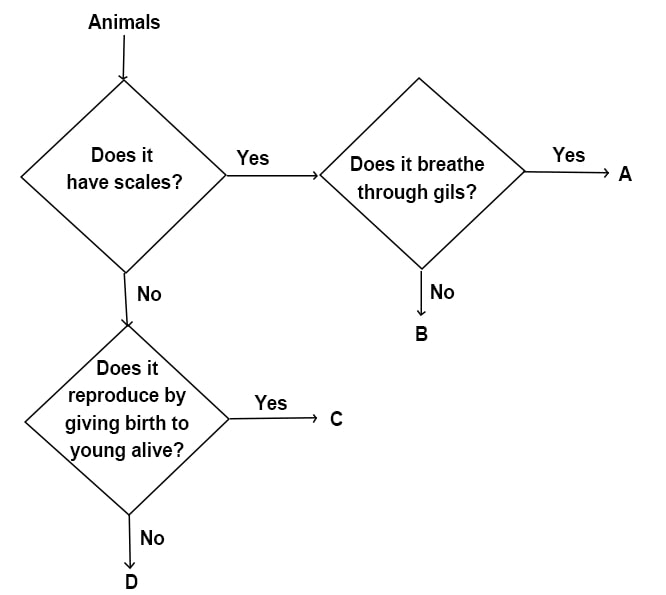 Animals
Does it
have scales?
Yes
Does it breathe
through gils?
Yes
A
No
B
No
Does it
reproduce by
giving birth to
young alive?
Yes
C
No
D